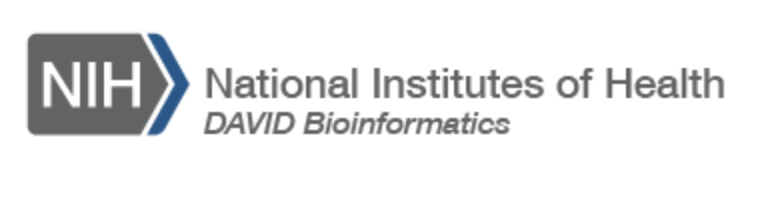 NIH
National Institutes of Health
DAVID Bioinformatics